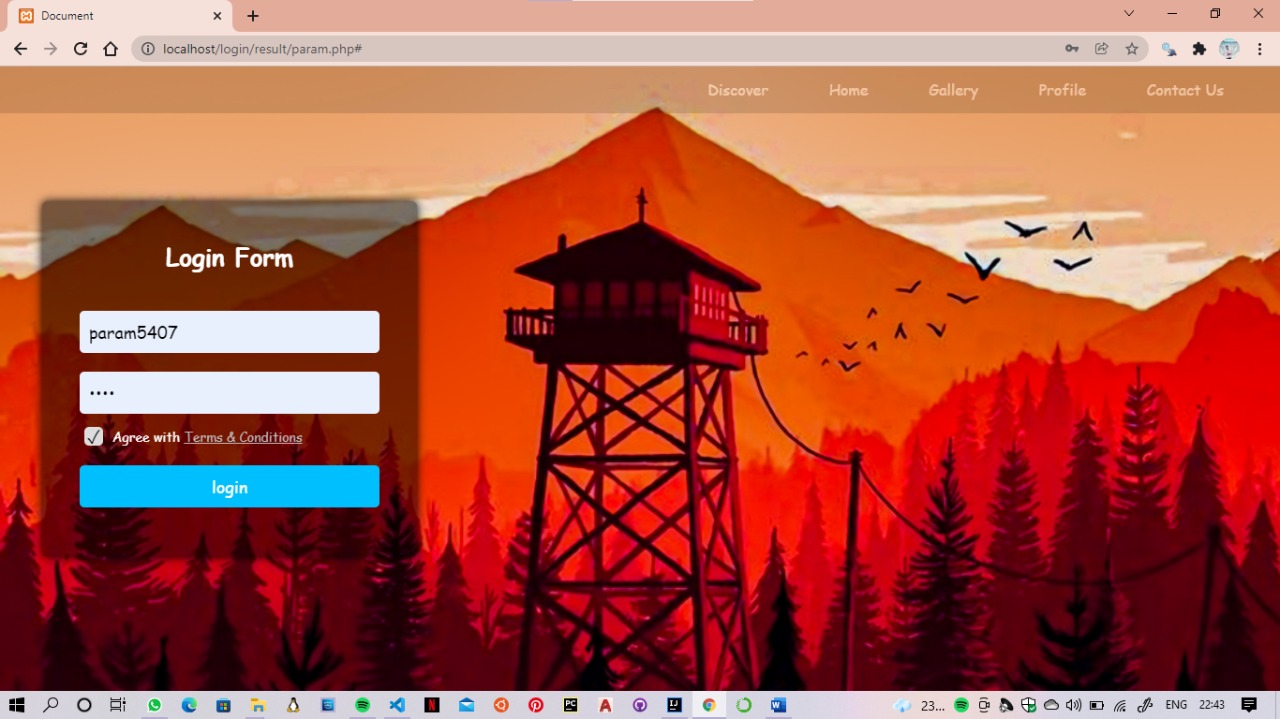 Document
localhost/login/result/param.php#
Discover Home Gallery Profile Contact Us
Login Form
param5407
••••
Agree with Terms & Conditions
login
23... ENG 22:43